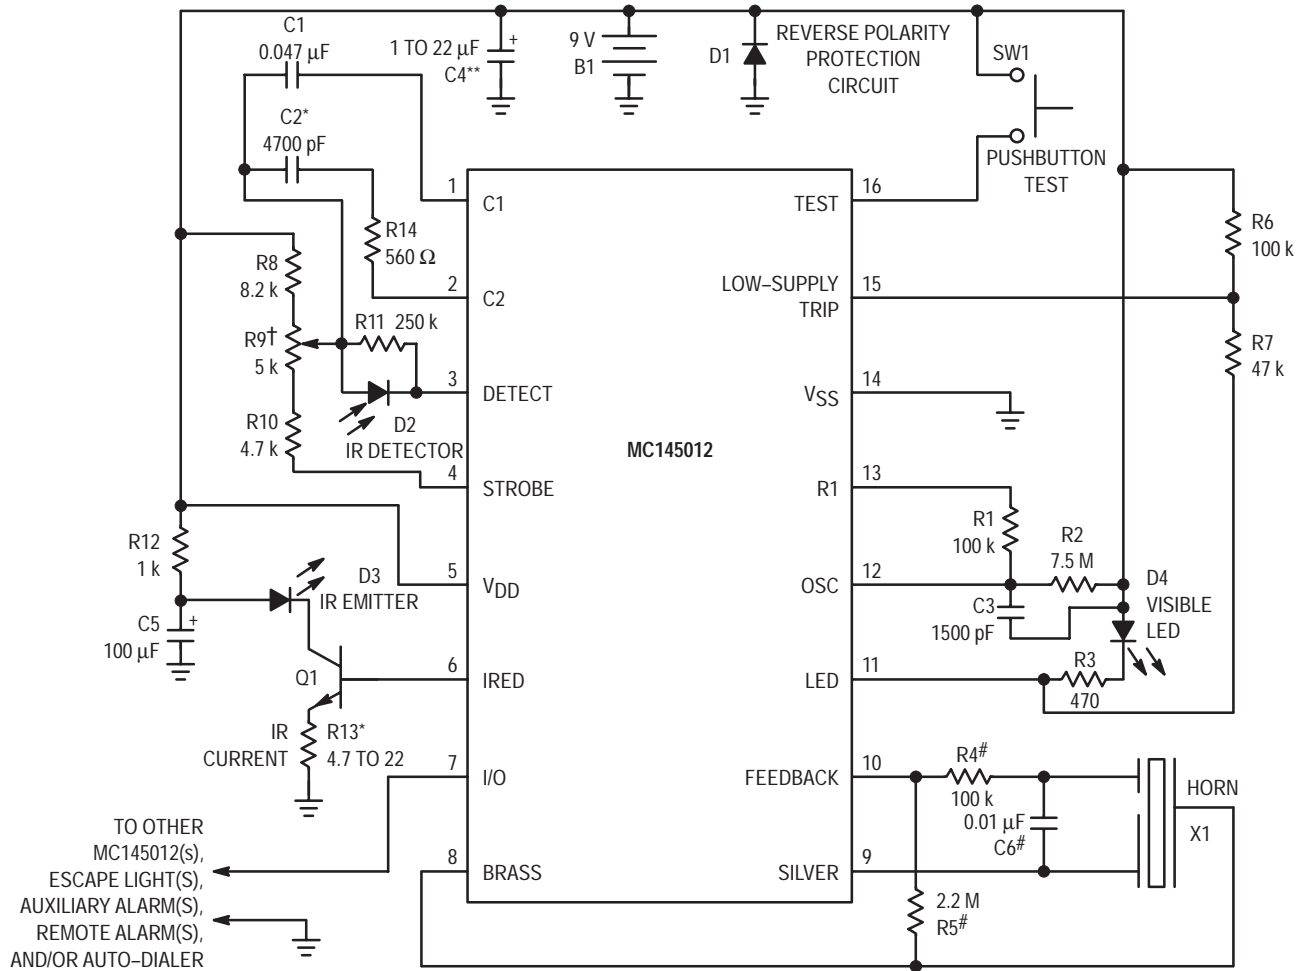 C1
0.047 µF
1 TO 22 µF
+
C4**
9 V
B1
D1
REVERSE POLARITY
PROTECTION
CIRCUIT
SW1
PUSHBUTTON
TEST
C2*
4700 pF
R14
560 Ω
R8
8.2 k
R9†
5 k
R10
4.7 k
R11 250 k
D2
IR DETECTOR
R12
1 k
C5
+
100 µF
D3
IR EMITTER
Q1
IR
CURRENT
R13*
4.7 TO 22
TO OTHER
MC145012(s),
ESCAPE LIGHT(S),
AUXILIARY ALARM(S),
REMOTE ALARM(S),
AND/OR AUTO–DIALER
MC145012
1
C1
2
C2
3
DETECT
4
STROBE
5
VDD
6
IRED
7
I/O
8
BRASS
16
TEST
15
LOW–SUPPLY
TRIP
14
VSS
13
R1
12
OSC
11
LED
10
FEEDBACK
9
SILVER
R6
100 k
R7
47 k
R1
100 k
R2
7.5 M
C3
1500 pF
D4
VISIBLE
LED
R3
470
R4#
100 k
0.01 µF
C6#
2.2 M
R5#
HORN
X1